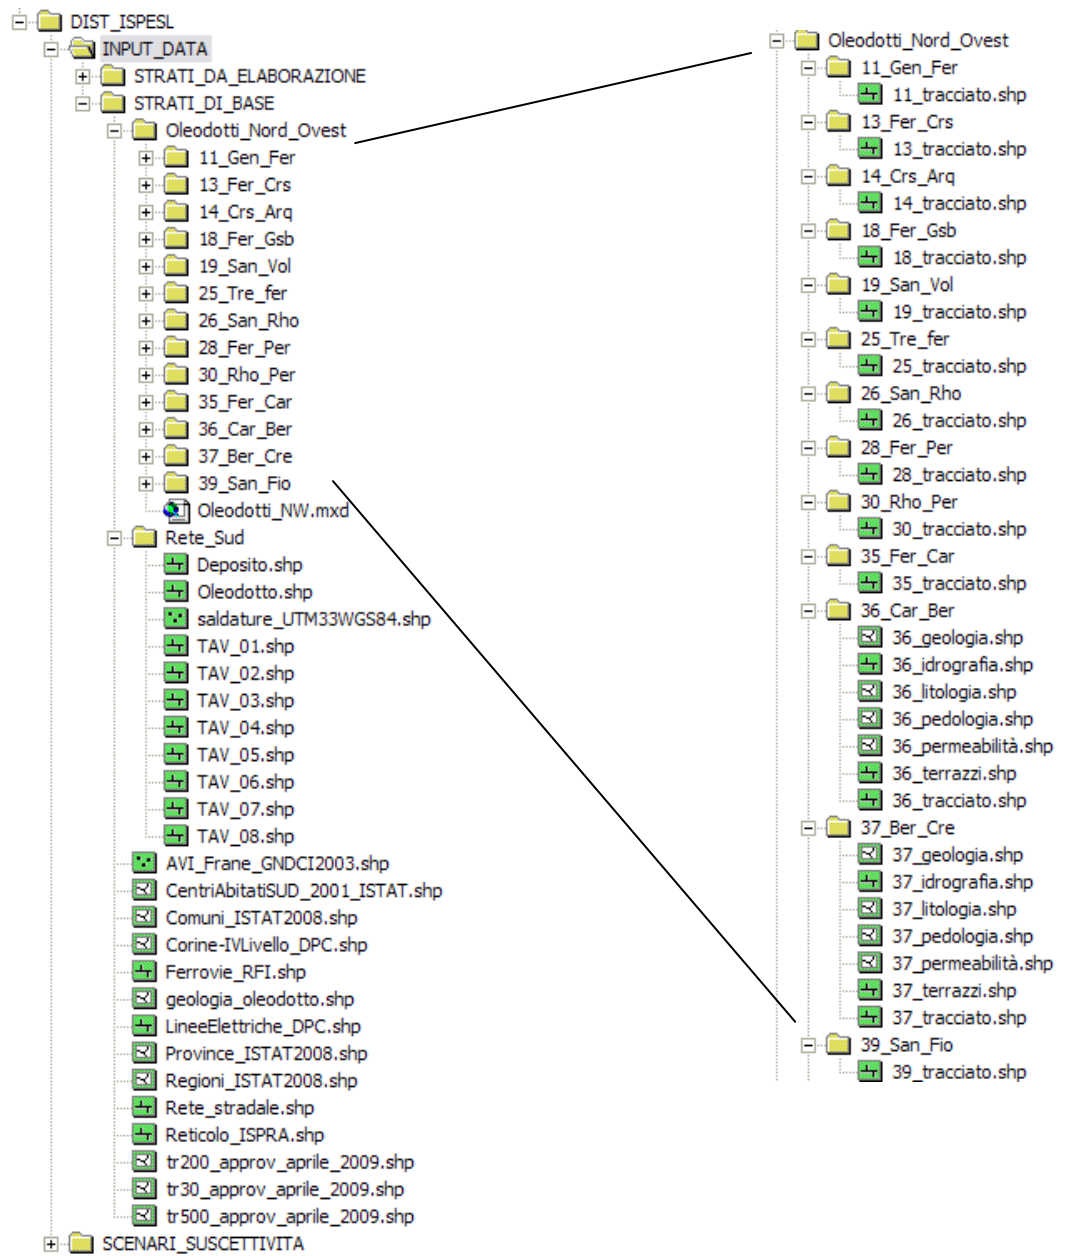 DIST_ISPESL
INPUT_DATA
STRATI_DA_ELABORAZIONE
STRATI_DI_BASE
Oleodotti_Nord_Ovest
11_Gen_Fer
13_Fer_Crs
14_Crs_Arq
18_Fer_Gsb
19_San_Vol
25_Tre_fer
26_San_Rho
28_Fer_Per
30_Rho_Per
35_Fer_Car
36_Car_Ber
37_Ber_Cre
39_San_Fio
Oleodotti_NW.mxd
Rete_Sud
Deposito.shp
Oleodotto.shp
saldature_UTM33WGS84.shp
TAV_01.shp
TAV_02.shp
TAV_03.shp
TAV_04.shp
TAV_05.shp
TAV_06.shp
TAV_07.shp
TAV_08.shp
AVI_Frane_GNDCI2003.shp
CentriAbitatiSUD_2001_ISTAT.shp
Comuni_ISTAT2008.shp
Corine-IVLivello_DPC.shp
Ferrovie_RFI.shp
geologia_oleodotto.shp
LineeElettriche_DPC.shp
Province_ISTAT2008.shp
Regioni_ISTAT2008.shp
Rete_stradale.shp
Reticolo_ISPRA.shp
tr200_approv_aprile_2009.shp
tr30_approv_aprile_2009.shp
tr500_approv_aprile_2009.shp
SCENARI_SUSCETTIVITA
Oleodotti_Nord_Ovest
11_Gen_Fer
11_tracciato.shp
13_Fer_Crs
13_tracciato.shp
14_Crs_Arq
14_tracciato.shp
18_Fer_Gsb
18_tracciato.shp
19_San_Vol
19_tracciato.shp
25_Tre_fer
25_tracciato.shp
26_San_Rho
26_tracciato.shp
28_Fer_Per
28_tracciato.shp
30_Rho_Per
30_tracciato.shp
35_Fer_Car
35_tracciato.shp
36_Car_Ber
36_geologia.shp
36_idrografia.shp
36_litologia.shp
36_pedologia.shp
36_permeabilità.shp
36_terrazzi.shp
36_tracciato.shp
37_Ber_Cre
37_geologia.shp
37_idrografia.shp
37_litologia.shp
37_pedologia.shp
37_permeabilità.shp
37_terrazzi.shp
37_tracciato.shp
39_San_Fio
39_tracciato.shp